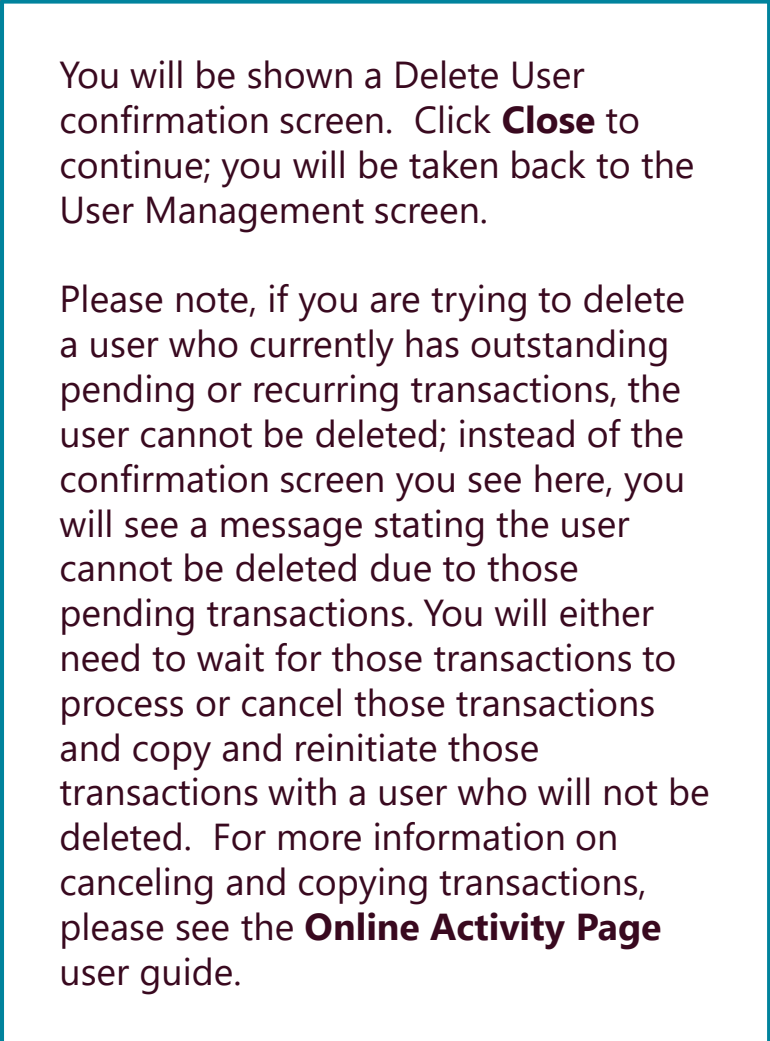 You will be shown a Delete User
confirmation screen.  Click Close to
continue; you will be taken back to the
User Management screen.
Please note, if you are trying to delete
a user who currently has outstanding
pending or recurring transactions, the
user cannot be deleted; instead of the
confirmation screen you see here, you
will see a message stating the user
cannot be deleted due to those
pending transactions. You will either
need to wait for those transactions to
process or cancel those transactions
and copy and reinitiate those
transactions with a user who will not be
deleted.  For more information on
canceling and copying transactions,
please see the Online Activity Page
user guide.